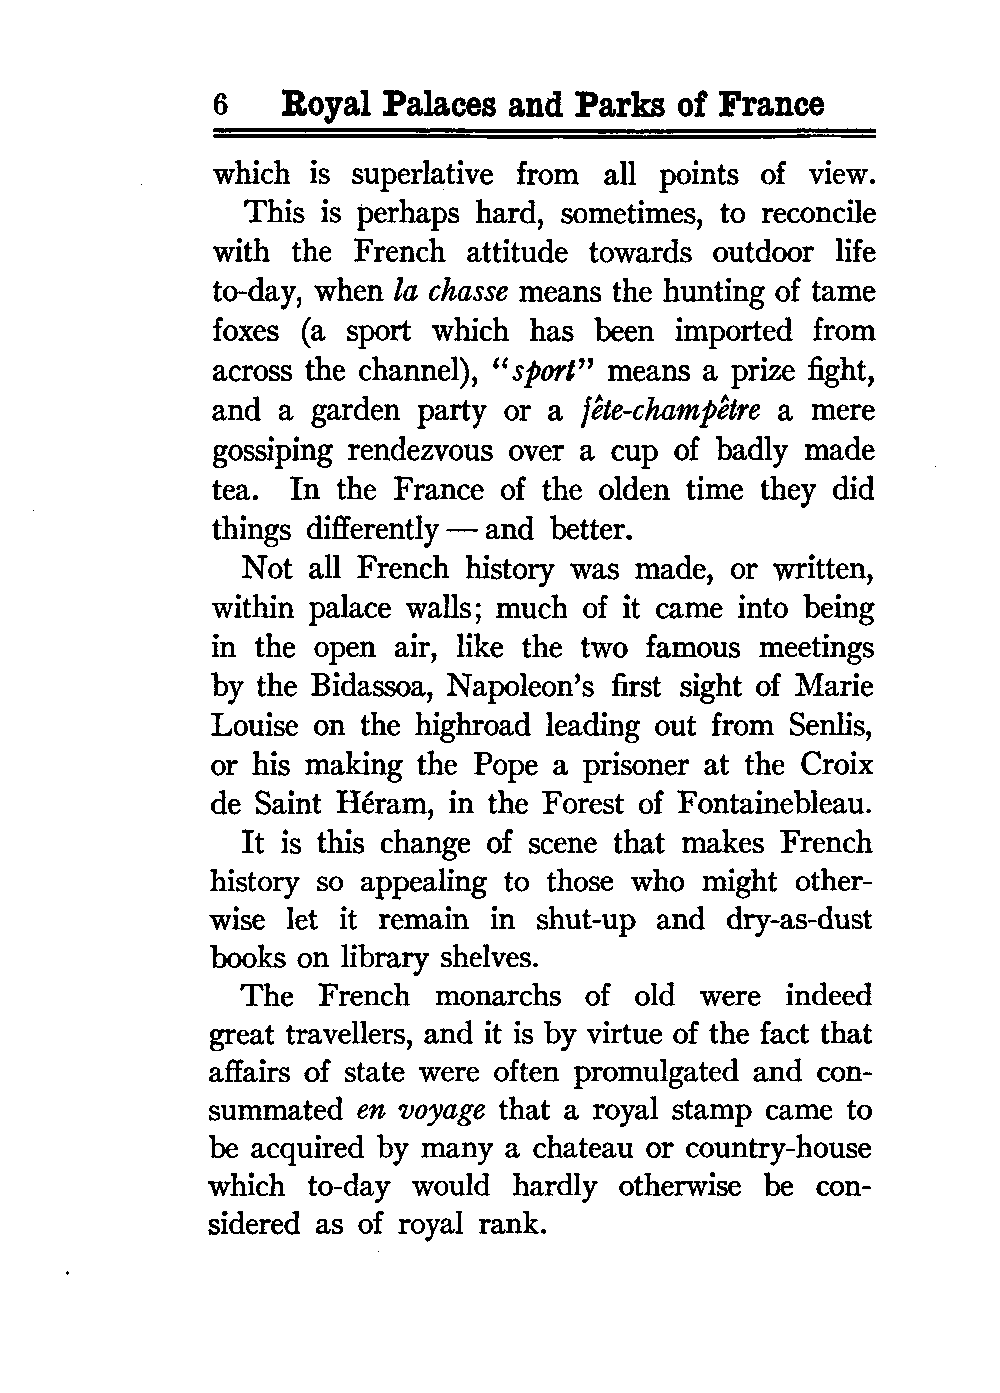 6 Royal Palaces and Parks of France
which is superlative from all points of view.
This is perhaps hard, sometimes, to reconcile
with the French attitude towards outdoor life
to-day, when la chasse means the hunting of tame
foxes (a sport which has been imported from
across the channel), "sport" means a prize fight,
and a garden party or a fête-champêtre a mere
gossiping rendezvous over a cup of badly made
tea. In the France of the olden time they did
things differently — and better.
Not all French history was made, or written,
within palace walls; much of it came into being
in the open air, like the two famous meetings
by the Bidassoa, Napoleon's first sight of Marie
Louise on the highroad leading out from Senlis,
or his making the Pope a prisoner at the Croix
de Saint Héram, in the Forest of Fontainebleau.
It is this change of scene that makes French
history so appealing to those who might other-
wise let it remain in shut-up and dry-as-dust
books on library shelves.
The French monarchs of old were indeed
great travellers, and it is by virtue of the fact that
affairs of state were often promulgated and con-
summated en voyage that a royal stamp came to
be acquired by many a chateau or country-house
which to-day would hardly otherwise be con-
sidered as of royal rank.